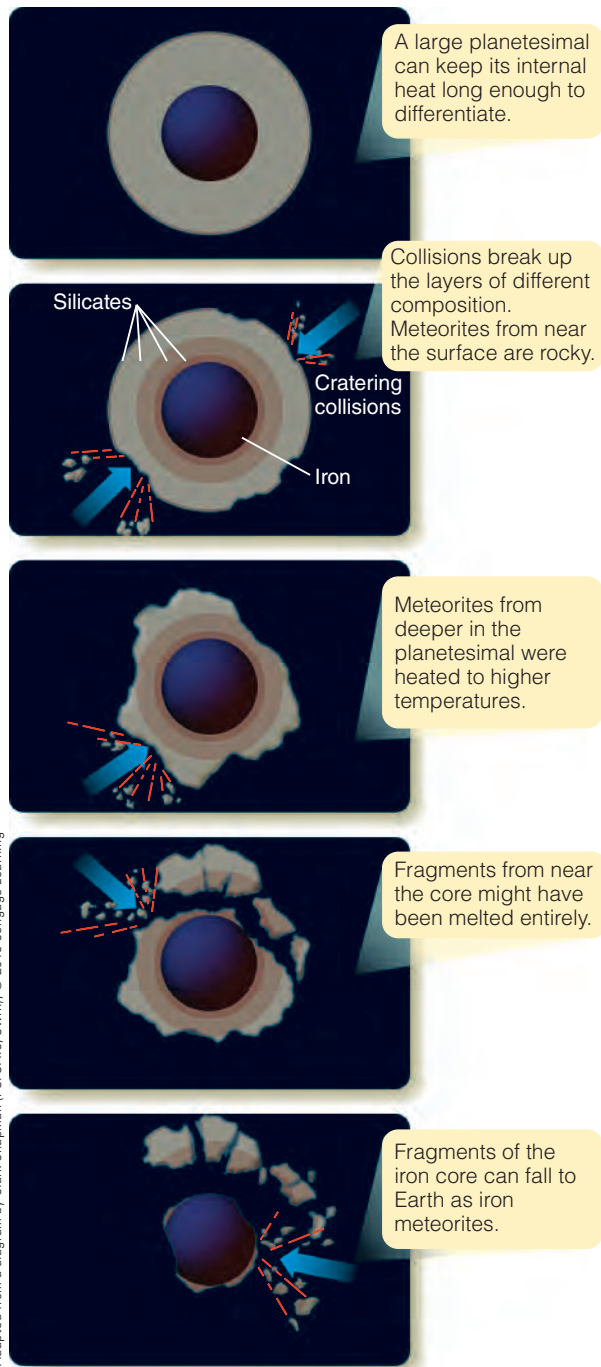 A large planetesimal
can keep its internal
heat long enough to
differentiate.
Collisions break up
the layers of different
composition.
Meteorites from near
the surface are rocky.
Silicates
Cratering
collisions
Iron
Meteorites from
deeper in the
planetesimal were
heated to higher
temperatures.
Fragments from near
the core might have
been melted entirely.
Fragments of the
iron core can fall to
Earth as iron
meteorites.